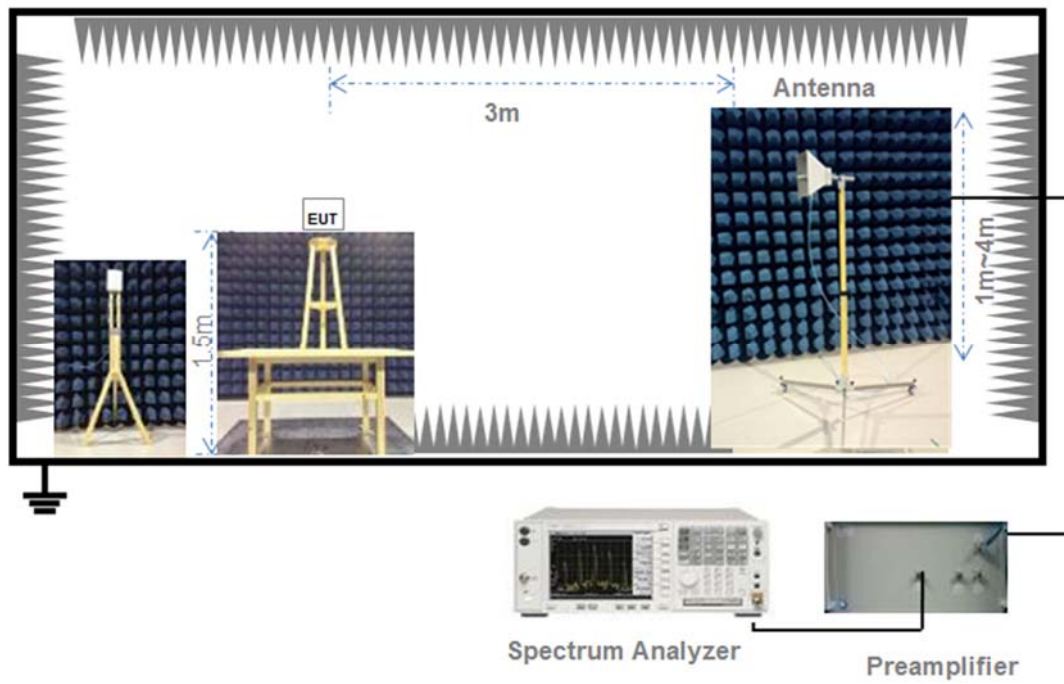 Antenna
3m
EUT
1.5m
1m~4m
Spectrum Analyzer
Preamplifier